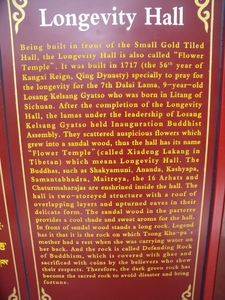 Longevity Hall
Being built in front of the Small Gold Tiled
Hall, the Longevity Hall is also called "Flower
Temple". It was built in 1717 (the 56th year of
Kangxi Reign, Qing Dynasty) specially to pray for
the longevity for the 7th Dalai Lama, 9-year-old
Losang Kelsang Gyatso who was born in Litang of
Sichuan. After the completion of the Longevity
Hall, the lamas under the leadership of Losang
Kelsang Gyatso held Inauguration Buddhist
Assembly. They scattered auspicious flowers which
grew into a sandal wood, thus the hall has its name
"Flower Temple" (called Xiadeng Lakang in
Tibetan) which means Longevity Hall. The
Buddhas, such as Shakyamuni, Ananda, Kashyapa,
Samantabhadra, Maitreya, the 16 Arhats and
Chaturmaharajas are enshrined inside the hall. The
hall is two-storeyed structure with a roof of
overlapping layers and upturned eaves in their
delicate form. The sandal wood in the pattern
provides a cool shade and sweet aroma for the hall.
In front of sandal wood stands a long rock. Legend
has it that it is the rock on which Tsong Kha-pa's
mother had a rest when she was carrying water on
her back. And the rock is called Defending Rock
of Buddhism, which is covered with ghee and
sacrificed with coins by the believers who show
their respects. Therefore, the dark green rock has
become the sacred rock to avoid disaster and bring
fortune.